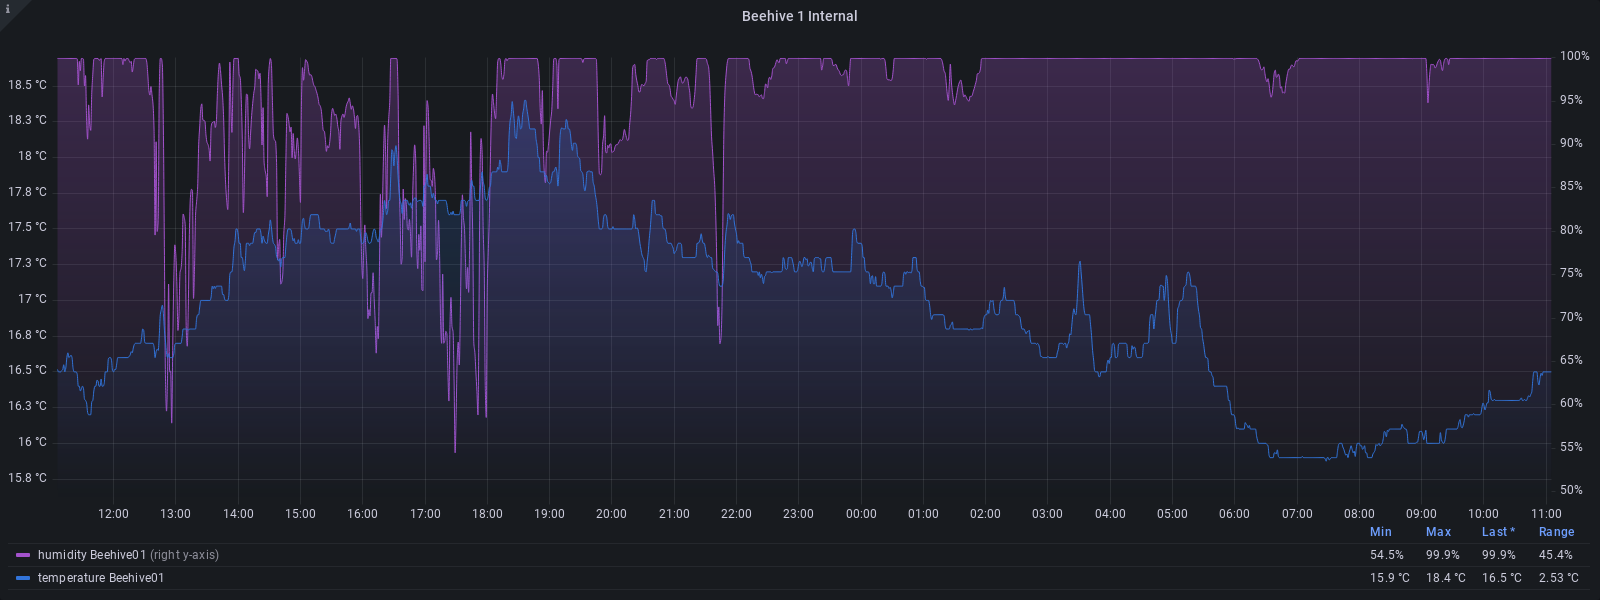 i
Beehive 1 Internal
18.5 °C
18.3 °C
18 °C
17.8 °C
17.5 °C
17.3 °C
17 °C
16.8 °C
16.5 °C
16.3 °C
16 °C
15.8 °C
100%
95%
90%
85%
80%
75%
70%
65%
60%
55%
50%
12:00 13:00 14:00 15:00 16:00 17:00 18:00 19:00 20:00 21:00 22:00 23:00 00:00 01:00 02:00 03:00 04:00 05:00 06:00 07:00 08:00 09:00 10:00 11:00
Min Max Last * Range
humidity Beehive01 (right y-axis) 54.5% 99.9% 99.9% 45.4%
temperature Beehive01 15.9 °C 18.4 °C 16.5 °C 2.53 °C